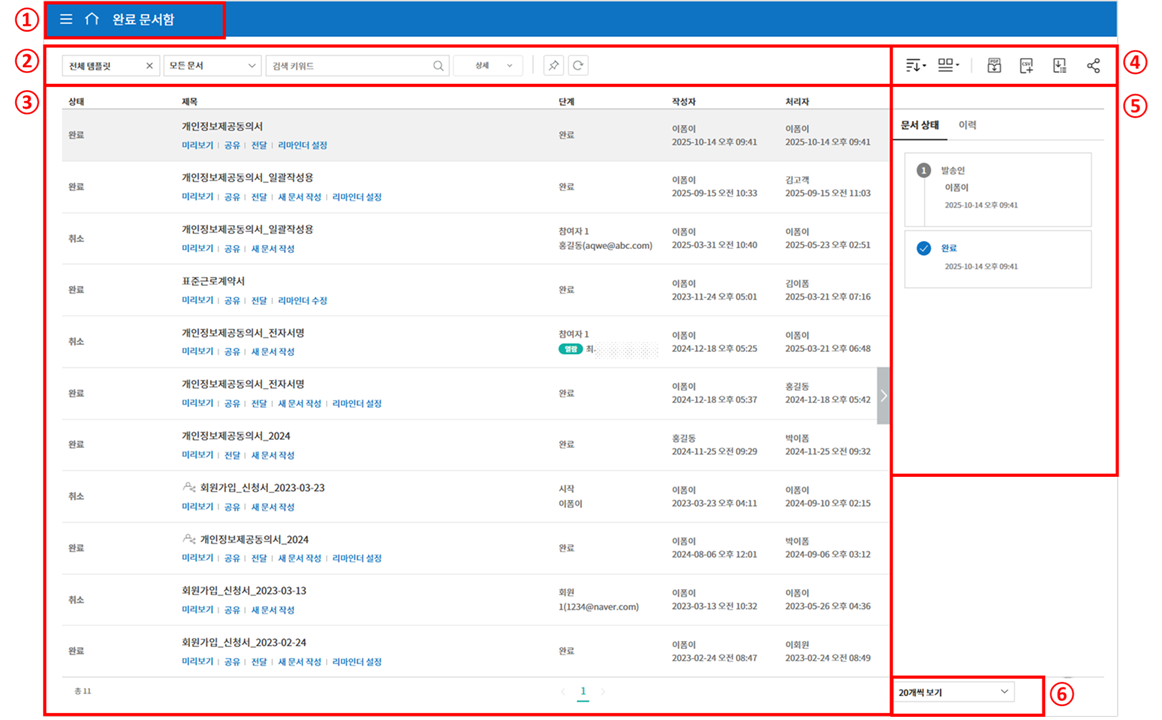 ① 완료 문서함
② 전체 템플릿 모든 문서 검색 키워드 상세 ④
PDF CSV
③ 상태 제목 단계 작성자 처리자 ⑤
문서 상태 이력
완료 개인정보제공동의서 완료 이폼이 이폼이
미리보기 | 공유 | 전달 | 리마인더 설정 2025-10-14 오후 09:41 2025-10-14 오후 09:41
1 발송인
이폼이
2025-10-14 오후 09:41
완료
2025-10-14 오후 09:41
완료 개인정보제공동의서_일괄작성용 완료 이폼이 김고객
미리보기 | 공유 | 전달 | 새 문서 작성 | 리마인더 설정 2025-09-15 오전 10:33 2025-09-15 오전 11:03
취소 개인정보제공동의서_일괄작성용 참여자 1 이폼이 이폼이
미리보기 | 공유 | 새 문서 작성 홍길동(aqwe@abc.com) 2025-03-31 오전 10:40 2025-05-23 오후 02:51
완료 표준근로계약서 완료 이폼이 김이폼
미리보기 | 공유 | 전달 | 리마인더 수정 2023-11-24 오후 05:01 2025-03-21 오후 07:16
취소 개인정보제공동의서_전자서명 참여자 1 이폼이 이폼이
미리보기 | 공유 | 새 문서 작성 열람 최. 2024-12-18 오후 05:25 2025-03-21 오후 06:48
완료 개인정보제공동의서_전자서명 완료 이폼이 홍길동
미리보기 | 공유 | 전달 | 새 문서 작성 | 리마인더 설정 2024-12-18 오후 05:37 2024-12-18 오후 05:42
완료 개인정보제공동의서_2024 완료 홍길동 박이폼
미리보기 | 전달 | 새 문서 작성 2024-11-25 오전 09:29 2024-11-25 오전 09:32
취소 회원가입_신청서_2023-03-23 시작 이폼이 이폼이
미리보기 | 공유 | 새 문서 작성 이폼이 2023-03-23 오후 04:11 2024-09-10 오후 02:15
완료 개인정보제공동의서_2024 완료 이폼이 박이폼
미리보기 | 공유 | 전달 | 새 문서 작성 | 리마인더 설정 2024-08-06 오후 12:01 2024-09-06 오후 03:12
취소 회원가입_신청서_2023-03-13 회원 이폼이 이폼이
미리보기 | 공유 | 새 문서 작성 1(1234@naver.com) 2023-03-13 오전 10:32 2023-05-26 오후 04:36
완료 회원가입_신청서_2023-02-24 완료 이폼이 이회원
미리보기 | 공유 | 전달 | 새 문서 작성 | 리마인더 설정 2023-02-24 오전 08:47 2023-02-24 오전 08:49
총 11 1 20개씩 보기 ⑥